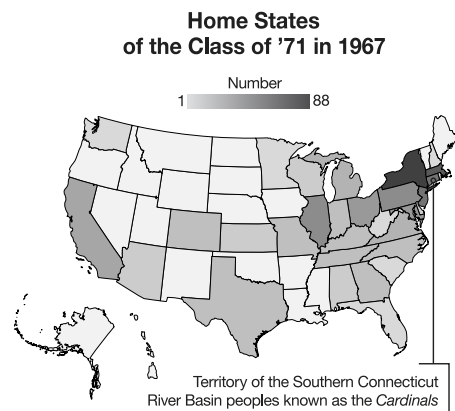 Home States
of the Class of ’71 in 1967
Number
1 88
Territory of the Southern Connecticut
River Basin peoples known as the Cardinals